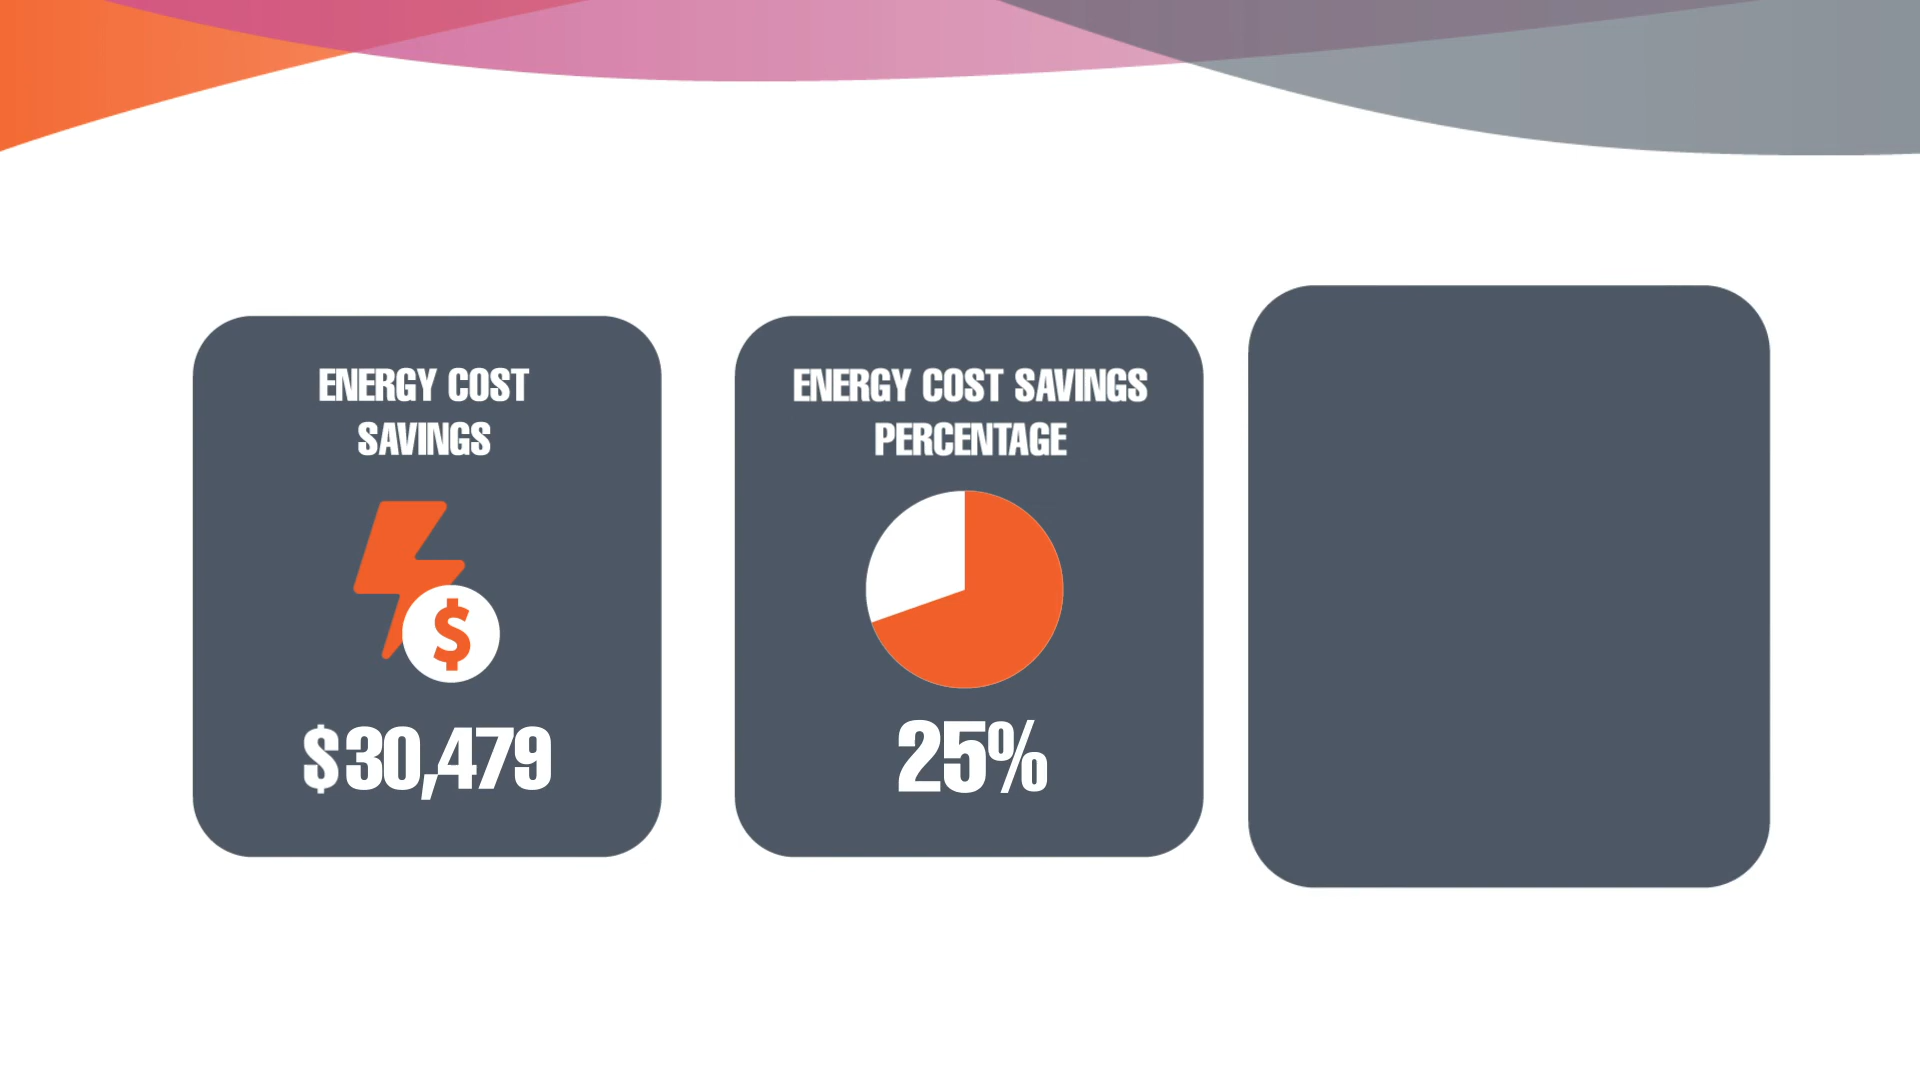 ENERGY COST
SAVINGS
$
$30,479
ENERGY COST SAVINGS
PERCENTAGE
25%